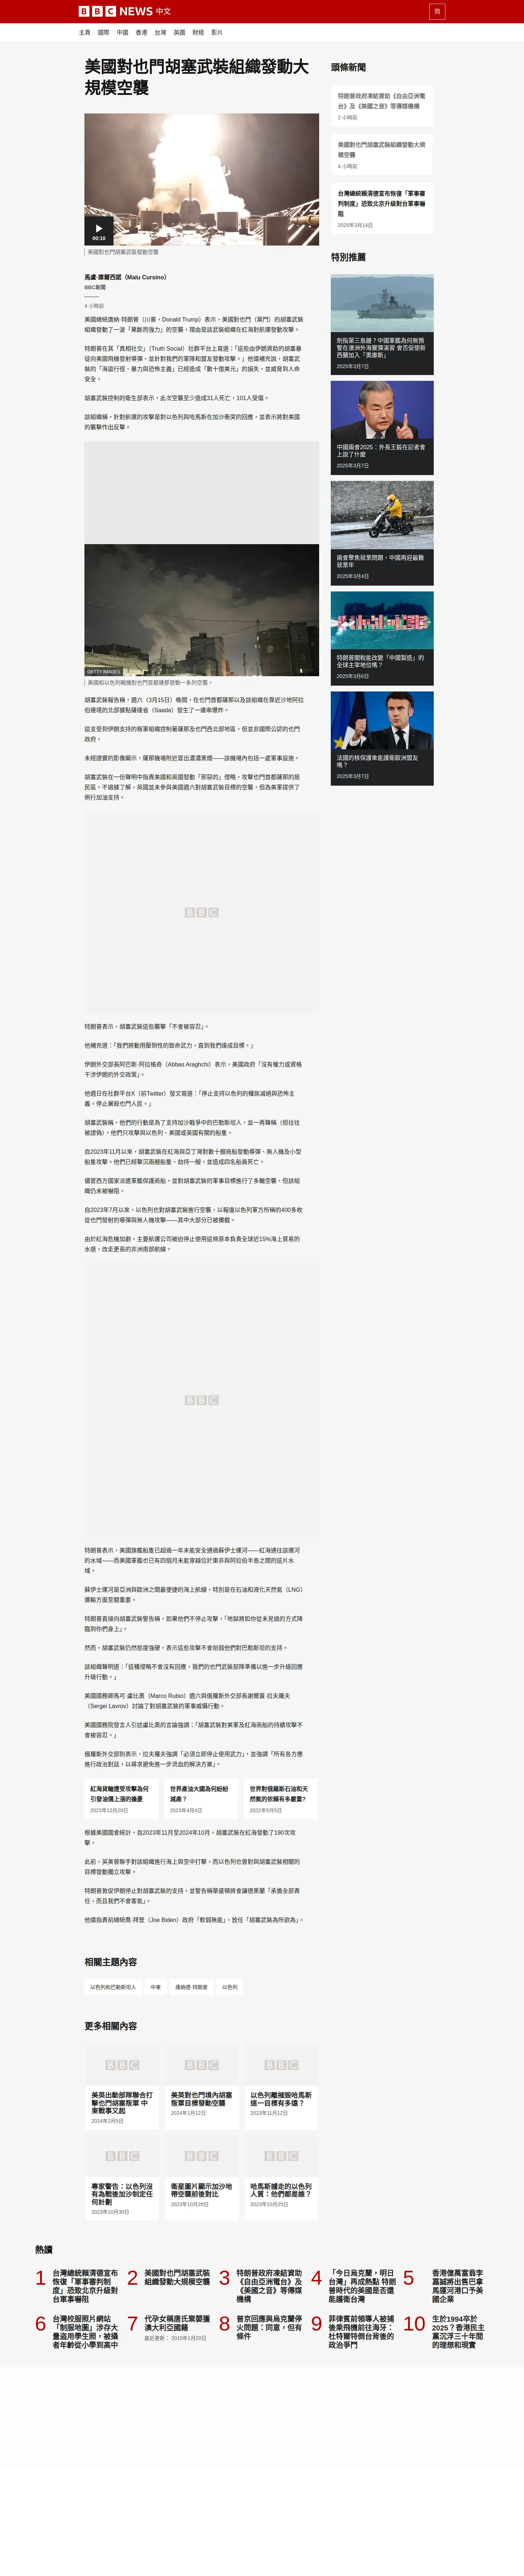 BBC NEWS 中文
简
主頁 國際 中國 香港 台灣 英國 財經 影片
美國對也門胡塞武裝組織發動大
規模空襲
00:10
美國對也門胡塞武裝發動空襲
馬盧·庫爾西諾（Malu Cursino）
BBC新聞
4 小時前
美國總統唐納·特朗普（川普，Donald Trump）表示，美國對也門（葉門）的胡塞武裝
組織發動了一波「果斷而強力」的空襲，理由是該武裝組織在紅海對航運發動攻擊。
特朗普在其「真相社交」（Truth Social）社群平台上寫道：「這些由伊朗資助的胡塞暴
徒向美國飛機發射導彈，並針對我們的軍隊和盟友發動攻擊。」他還補充說，胡塞武
裝的「海盜行徑、暴力與恐怖主義」已經造成「數十億美元」的損失，並威脅到人命
安全。
胡塞武裝控制的衛生部表示，此次空襲至少造成31人死亡，101人受傷。
該組織稱，針對航運的攻擊是對以色列與哈馬斯在加沙衝突的回應，並表示將對美國
的襲擊作出反擊。
GETTY IMAGES
美國和以色列戰機對也門首都薩那發動一系列空襲。
胡塞武裝報告稱，週六（3月15日）晚間，在也門首都薩那以及該組織在靠近沙地阿拉
伯邊境的北部據點薩達省（Saada）發生了一連串爆炸。
這支受到伊朗支持的叛軍組織控制著薩那及也門西北部地區，但並非國際公認的也門
政府。
未經證實的影像顯示，薩那機場附近冒出濃濃黑煙——該機場內包括一處軍事設施。
胡塞武裝在一份聲明中指責美國和英國發動「邪惡的」侵略，攻擊也門首都薩那的居
民區。不過據了解，英國並未參與美國週六對胡塞武裝目標的空襲，但為美軍提供了
例行加油支持。
BBC
特朗普表示，胡塞武裝這些襲擊「不會被容忍」。
他補充道：「我們將動用壓倒性的致命武力，直到我們達成目標。」
伊朗外交部長阿巴斯·阿拉格奇（Abbas Araghchi）表示，美國政府「沒有權力或資格
干涉伊朗的外交政策」。
他週日在社群平台X（前Twitter）發文寫道：「停止支持以色列的種族滅絕與恐怖主
義。停止屠殺也門人民。」
胡塞武裝稱，他們的行動是為了支持加沙戰爭中的巴勒斯坦人，並一再聲稱（但往往
被證偽），他們只攻擊與以色列、美國或英國有關的船隻。
自2023年11月以來，胡塞武裝在紅海與亞丁灣對數十艘商船發動導彈、無人機及小型
船隻攻擊。他們已經擊沉兩艘船隻、劫持一艘，並造成四名船員死亡。
儘管西方國家派遣軍艦保護商船，並對胡塞武裝的軍事目標進行了多輪空襲，但該組
織仍未被嚇阻。
自2023年7月以來，以色列也對胡塞武裝進行空襲，以報復以色列軍方所稱的400多枚
從也門發射的導彈與無人機攻擊——其中大部分已被攔截。
由於紅海危機加劇，主要航運公司被迫停止使用這條原本負責全球近15%海上貿易的
水道，改走更長的非洲南部航線。
BBC
特朗普表示，美國旗艦船隻已超過一年未能安全通過蘇伊士運河——紅海通往該運河
的水域——而美國軍艦也已有四個月未能穿越位於東非與阿拉伯半島之間的這片水
域。
蘇伊士運河是亞洲與歐洲之間最便捷的海上航線，特別是在石油和液化天然氣（LNG）
運輸方面至關重要。
特朗普直接向胡塞武裝警告稱，如果他們不停止攻擊，「地獄將如你從未見過的方式降
臨到你們身上」。
然而，胡塞武裝仍然態度強硬，表示這些攻擊不會削弱他們對巴勒斯坦的支持。
該組織聲明道：「這種侵略不會沒有回應，我們的也門武裝部隊準備以進一步升級回應
升級行動。」
美國國務卿馬可·盧比奧（Marco Rubio）週六與俄羅斯外交部長謝爾蓋·拉夫羅夫
（Sergei Lavrov）討論了對胡塞武裝的軍事威懾行動。
美國國務院發言人引述盧比奧的言論強調：「胡塞武裝對美軍及紅海商船的持續攻擊不
會被容忍。」
俄羅斯外交部則表示，拉夫羅夫強調「必須立即停止使用武力」，並強調「所有各方應
進行政治對話，以尋求避免進一步流血的解決方案」。
紅海貨輪遭受攻擊為何
引發油價上漲的擔憂
2023年12月20日
世界產油大國為何紛紛
減產？
2023年4月4日
世界對俄羅斯石油和天
然氣的依賴有多嚴重？
2022年5月5日
根據美國國會統計，自2023年11月至2024年10月，胡塞武裝在紅海發動了190次攻
擊。
此前，英美曾聯手對該組織進行海上與空中打擊，而以色列也曾對與胡塞武裝相關的
目標發動獨立攻擊。
特朗普敦促伊朗停止對胡塞武裝的支持，並警告稱華盛頓將會讓德黑蘭「承擔全部責
任，而且我們不會客氣」。
他還指責前總統喬·拜登（Joe Biden）政府「軟弱無能」，放任「胡塞武裝為所欲為」。
相關主題內容
以色列和巴勒斯坦人 中東 唐納德·特朗普 以色列
更多相關內容
BBC BBC BBC
美英出動部隊聯合打
擊也門胡塞叛軍 中
東戰事又起
2024年2月5日
美英對也門境內胡塞
叛軍目標發動空襲
2024年1月12日
以色列離摧毀哈馬斯
這一目標有多遠？
2023年11月12日
BBC BBC BBC
專家警告：以色列沒
有為戰後加沙制定任
何計劃
2023年10月30日
衛星圖片顯示加沙地
帶空襲前後對比
2023年10月28日
哈馬斯擄走的以色列
人質：他們都是誰？
2023年10月25日
頭條新聞
特朗普政府凍結資助《自由亞洲電
台》及《美國之音》等傳媒機構
2 小時前
美國對也門胡塞武裝組織發動大規
模空襲
4 小時前
台灣總統賴清德宣布恢復「軍事審
判制度」恐致北京升級對台軍事嚇
阻
2025年3月14日
特別推薦
劍指第三島鏈？中國軍艦為何無預
警在澳洲外海實彈演習 會否促使新
西蘭加入「奧庫斯」
2025年3月7日
中國兩會2025：外長王毅在記者會
上說了什麼
2025年3月7日
兩會聚焦就業問題，中國再迎最難
就業年
2025年3月4日
特朗普關稅能改變「中國製造」的
全球主宰地位嗎？
2025年3月6日
法國的核保護傘能護衛歐洲盟友
嗎？
2025年3月7日
熱讀
1 台灣總統賴清德宣布
恢復「軍事審判制
度」恐致北京升級對
台軍事嚇阻
2 美國對也門胡塞武裝
組織發動大規模空襲
3 特朗普政府凍結資助
《自由亞洲電台》及
《美國之音》等傳媒
機構
4 「今日烏克蘭，明日
台灣」再成熱點 特朗
普時代的美國是否還
能護衛台灣
5 香港億萬富翁李
嘉誠將出售巴拿
馬運河港口予美
國企業
6 台灣校服照片網站
「制服地圖」涉存大
量盜用學生照，被攝
者年齡從小學到高中
7 代孕女稱唐氏棄嬰獲
澳大利亞國籍
最近更新： 2015年1月20日
8 普京回應與烏克蘭停
火問題：同意，但有
條件
9 菲律賓前領導人被捕
後乘飛機前往海牙：
杜特爾特倒台背後的
政治爭鬥
10 生於1994卒於
2025？香港民主
黨沉浮三十年間
的理想和現實